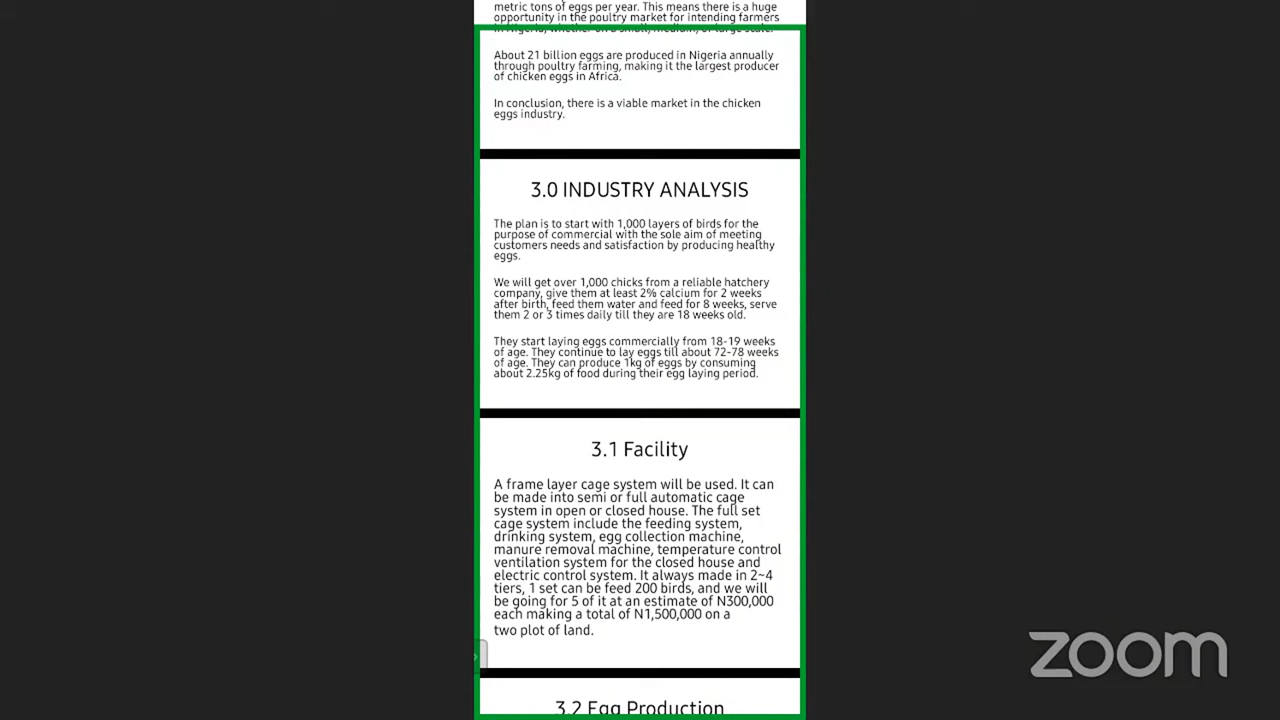 metric tons of eggs per year. This means there is a huge
opportunity in the poultry market for intending farmers
in Nigeria, whether on a small, medium, or large scale.
About 21 billion eggs are produced in Nigeria annually
through poultry farming, making it the largest producer
of chicken eggs in Africa.
In conclusion, there is a viable market in the chicken
eggs industry.
3.0 INDUSTRY ANALYSIS
The plan is to start with 1,000 layers of birds for the
purpose of commercial with the sole aim of meeting
customers needs and satisfaction by producing healthy
eggs.
We will get over 1,000 chicks from a reliable hatchery
company, give them at least 2% calcium for 2 weeks
after birth, feed them water and feed for 8 weeks, serve
them 2 or 3 times daily till they are 18 weeks old.
They start laying eggs commercially from 18-19 weeks
of age. They continue to lay eggs till about 72-78 weeks
of age. They can produce 1kg of eggs by consuming
about 2.25kg of food during their egg laying period.
3.1 Facility
A frame layer cage system will be used. It can
be made into semi or full automatic cage
system in open or closed house. The full set
cage system include the feeding system,
drinking system, egg collection machine,
manure removal machine, temperature control
ventilation system for the closed house and
electric control system. It always made in 2~4
tiers, 1 set can be feed 200 birds, and we will
be going for 5 of it at an estimate of N300,000
each making a total of N1,500,000 on a
two plot of land.
3.2 Egg Production
zoom